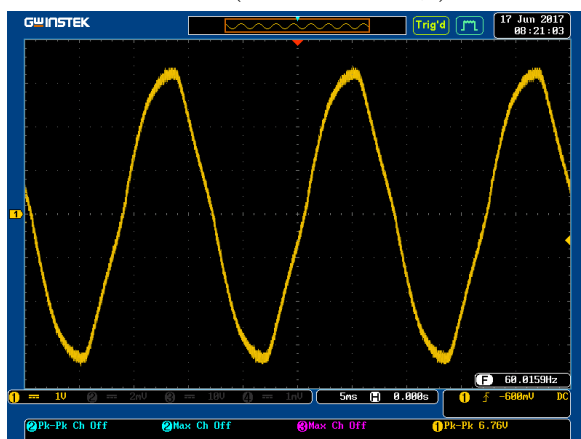 GWINSTEK
Trig'd
17 Jun 2017
08:21:03
1
F 60.0159Hz
1 1V 2 2mV 3 10V 4 1mV 5ms H 0.000s 1 -600mV DC
2 Pk-Pk Ch Off 2 Max Ch Off 3 Max Ch Off 1 Pk-Pk 6.76V